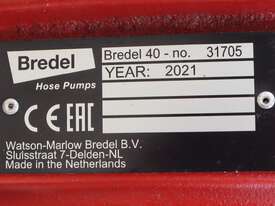 Bredel
Hose Pumps
Bredel 40 - no. 31705
YEAR: 2021
CE EAC
Watson-Marlow Bredel B.V.
Sluisstraat 7-Delden-NL
Made in the Netherlands